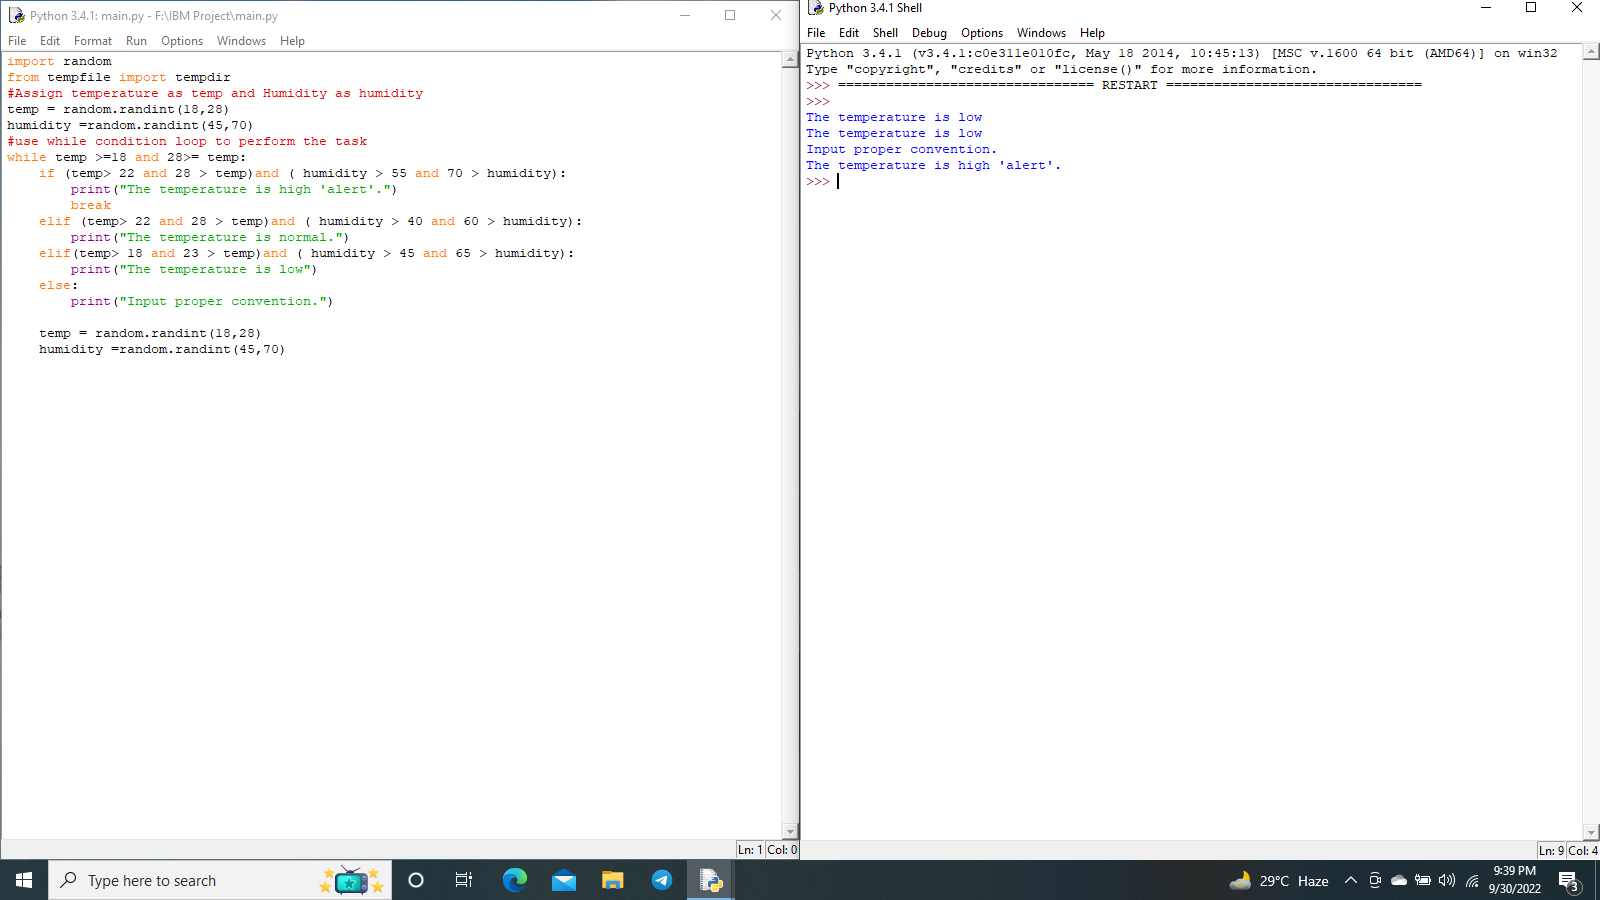 Python 3.4.1: main.py - F:\IBM Project\main.py
File Edit Format Run Options Windows Help
import random
from tempfile import tempdir
#Assign temperature as temp and Humidity as humidity
temp = random.randint(18,28)
humidity =random.randint(45,70)
#use while condition loop to perform the task
while temp >=18 and 28>= temp:
    if (temp> 22 and 28 > temp)and ( humidity > 55 and 70 > humidity):
        print("The temperature is high 'alert'.")
        break
    elif (temp> 22 and 28 > temp)and ( humidity > 40 and 60 > humidity):
        print("The temperature is normal.")
    elif(temp> 18 and 23 > temp)and ( humidity > 45 and 65 > humidity):
        print("The temperature is low")
    else:
        print("Input proper convention.")
    temp = random.randint(18,28)
    humidity =random.randint(45,70)
Ln: 1 Col: 0
Python 3.4.1 Shell
File Edit Shell Debug Options Windows Help
Python 3.4.1 (v3.4.1:c0e311e010fc, May 18 2014, 10:45:13) [MSC v.1600 64 bit (AMD64)] on win32
Type "copyright", "credits" or "license()" for more information.
>>> ================================ RESTART ================================
>>>
The temperature is low
The temperature is low
Input proper convention.
The temperature is high 'alert'.
>>>
Ln: 9 Col: 4
Type here to search
29°C Haze
9:39 PM
9/30/2022
3